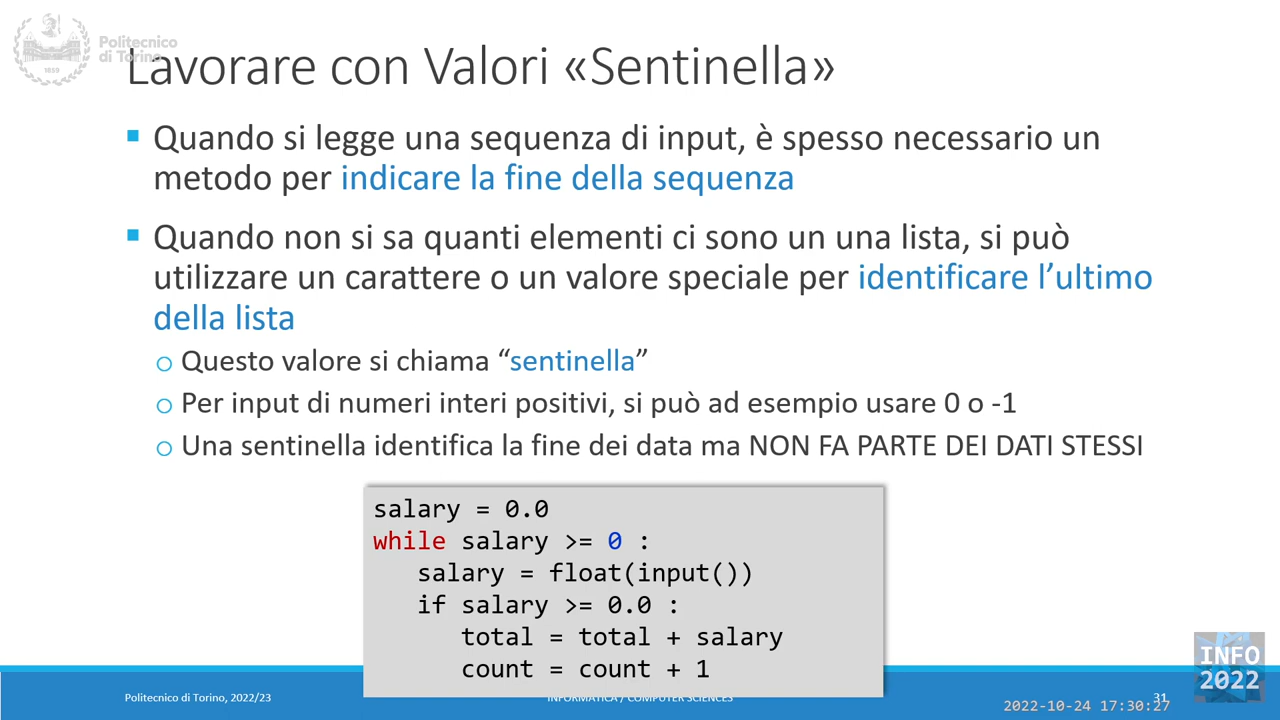 Politecnico
di Torino
1859
Lavorare con Valori «Sentinella»
Quando si legge una sequenza di input, è spesso necessario un
metodo per indicare la fine della sequenza
Quando non si sa quanti elementi ci sono un una lista, si può
utilizzare un carattere o un valore speciale per identificare l’ultimo
della lista
Questo valore si chiama “sentinella”
Per input di numeri interi positivi, si può ad esempio usare 0 o -1
Una sentinella identifica la fine dei data ma NON FA PARTE DEI DATI STESSI
salary = 0.0
while salary >= 0 :
salary = float(input())
if salary >= 0.0 :
total = total + salary
count = count + 1
Politecnico di Torino, 2022/23
INFORMATICA / COMPUTER SCIENCES
31
INFO
2022
2022-10-24 17:30:27